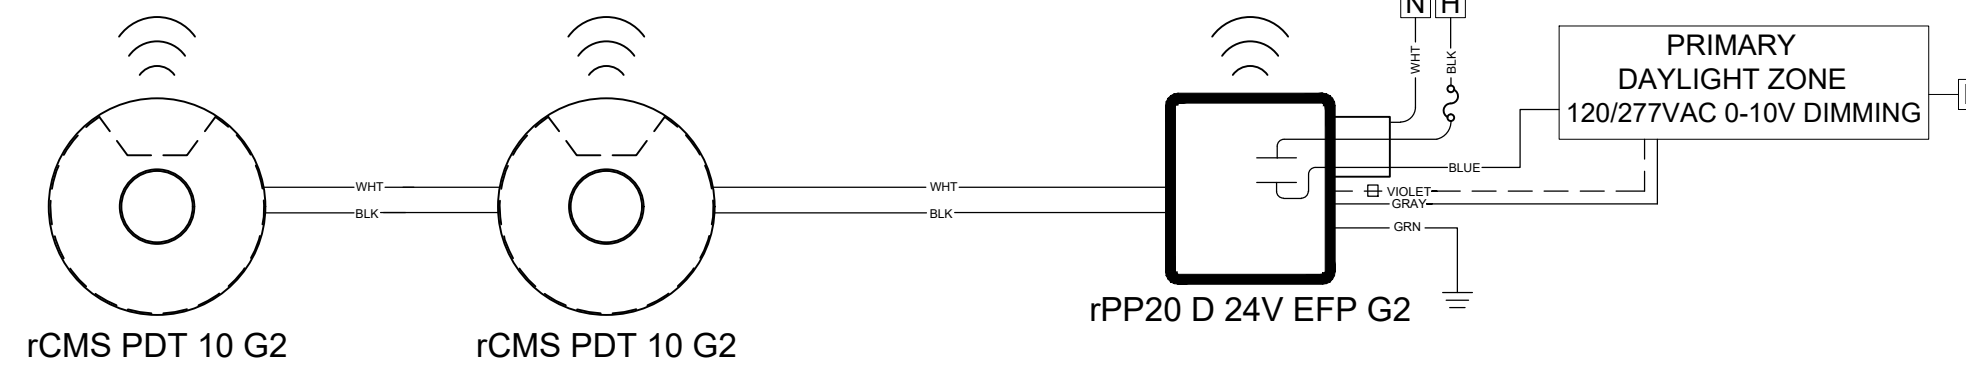 N H
WHT
BLK
PRIMARY
DAYLIGHT ZONE
120/277VAC 0-10V DIMMING
WHT
BLK
WHT
BLK
BLUE
VIOLET
GRAY
GRN
rCMS PDT 10 G2
rCMS PDT 10 G2
rPP20 D 24V EFP G2